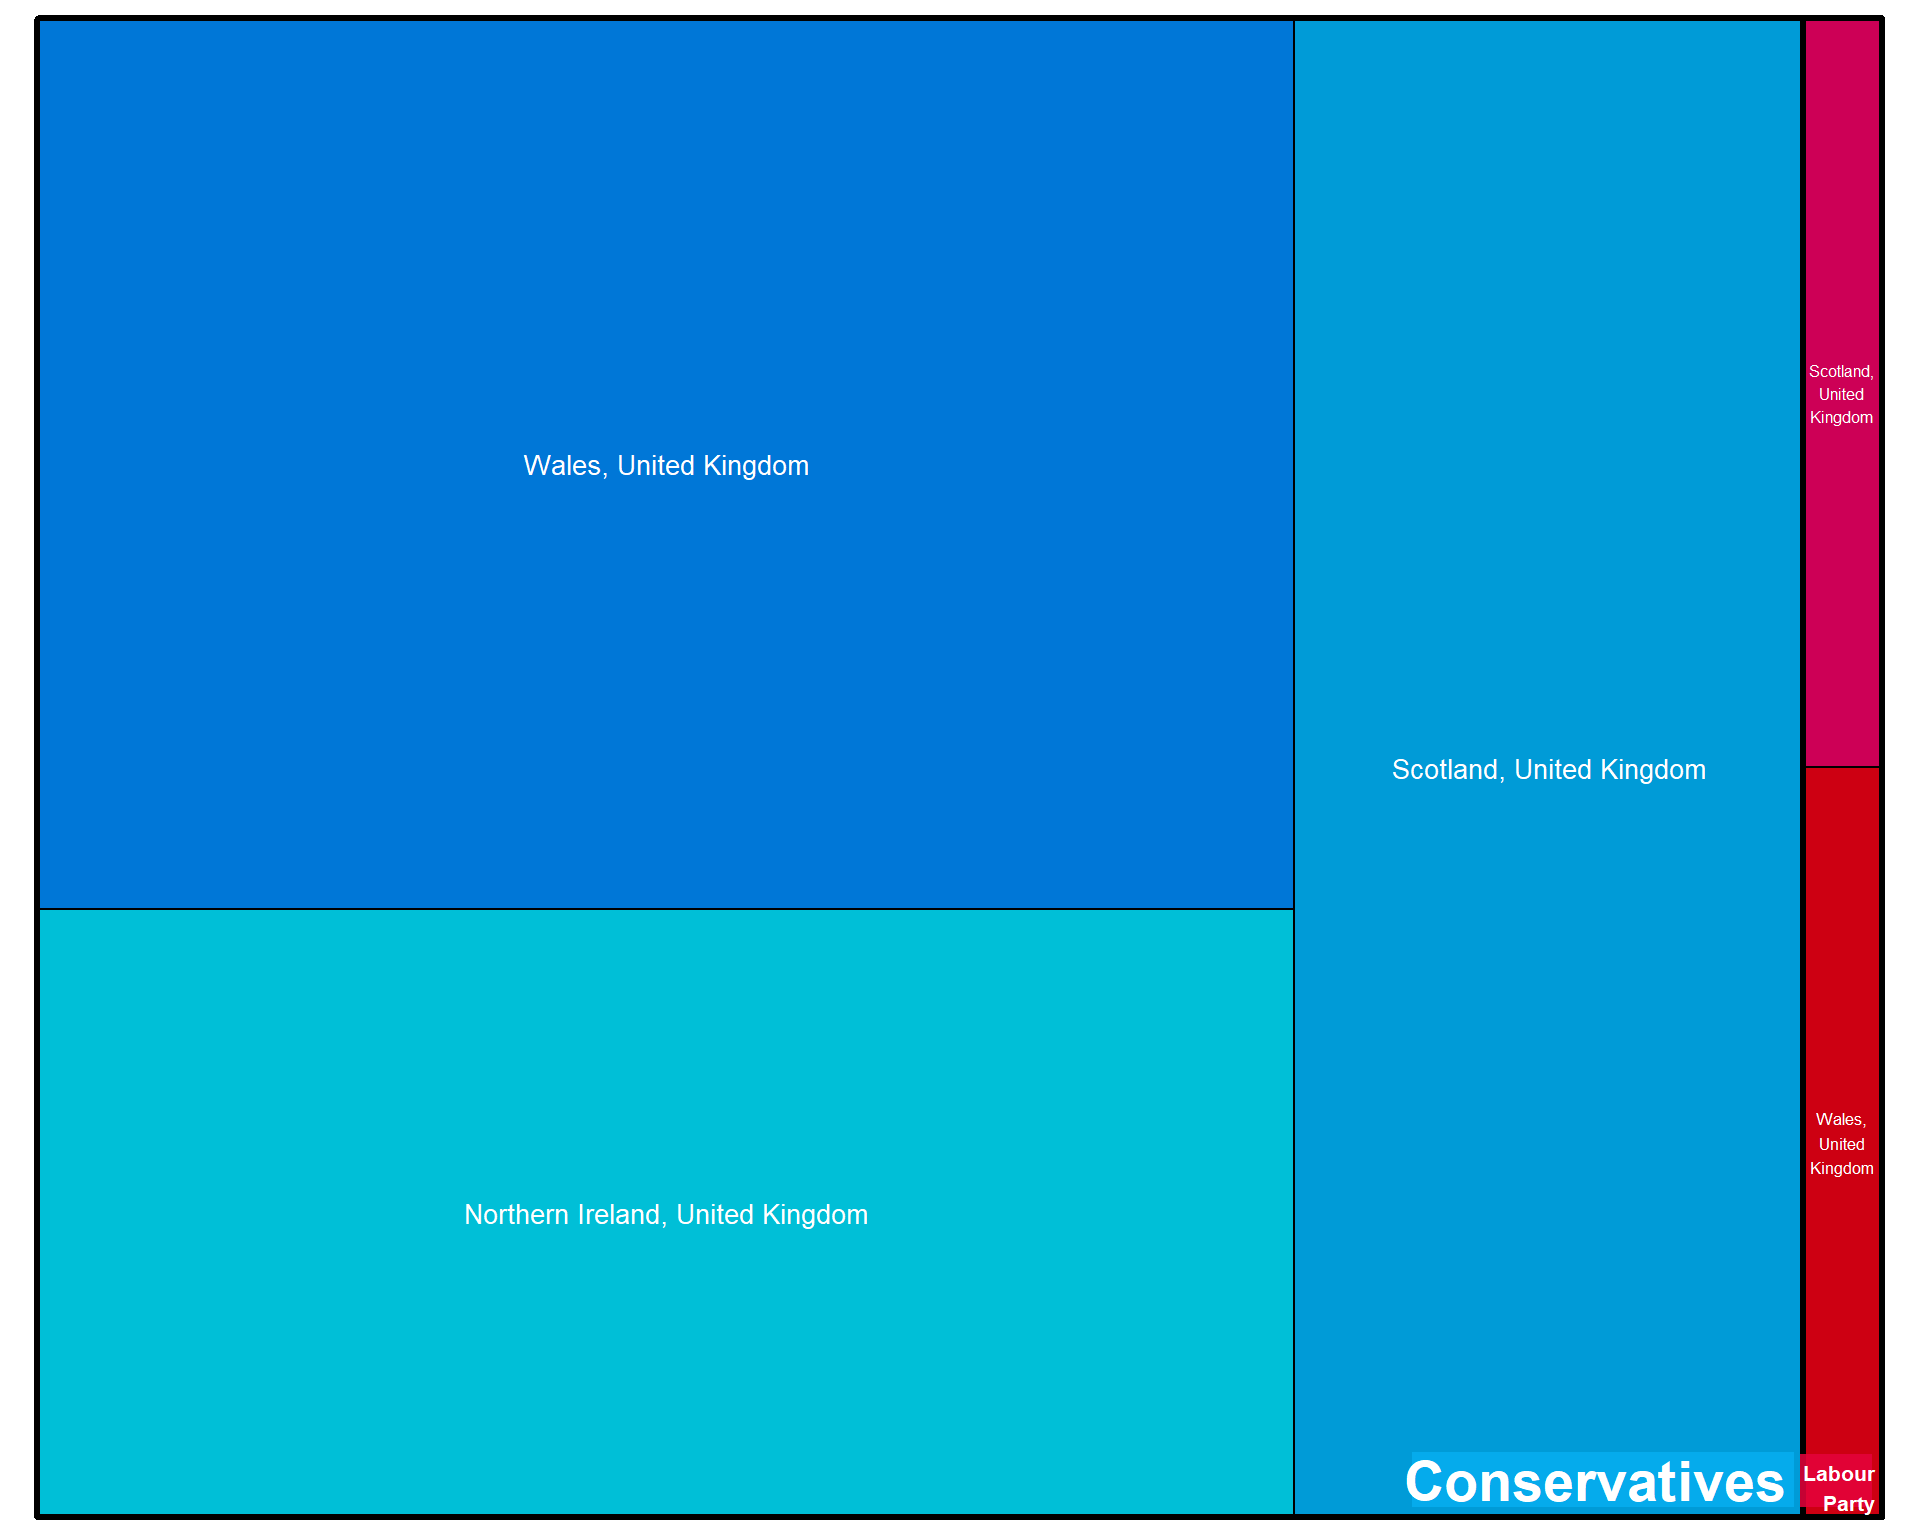 Wales, United Kingdom
Northern Ireland, United Kingdom
Scotland, United Kingdom
Conservatives
Scotland,
United
Kingdom
Wales,
United
Kingdom
Labour
Party